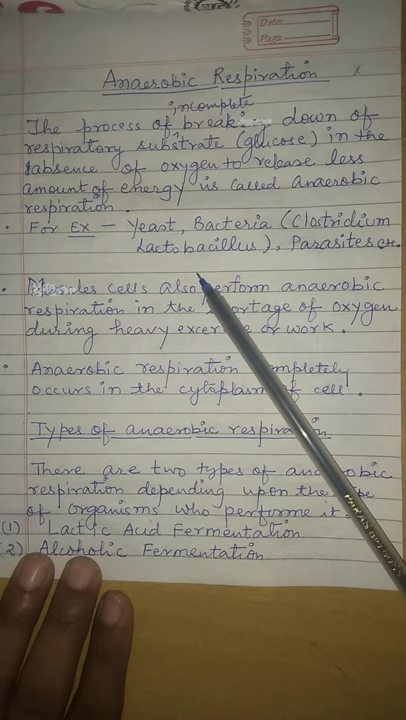 Date:
Page:
Anaerobic Respiration
incomplete
The process of breaking down of
respiratory substrate (glucose) in the
absence of oxygen to release less
amount of energy is called anaerobic
respiration.
• For Ex – Yeast, Bacteria (Clostridium
Lactobacillus), Parasites etc.
• Muscles cells also perform anaerobic
respiration in the shortage of oxygen
during heavy or work.
• Anaerobic respiration completely
occurs in the cytoplasm of cell.
Types of anaerobic respiration
There are two types of anaerobic
respiration depending upon the
of organisms who performe it
(1) Lactic Acid Fermentation
(2) Alcoholic Fermentation